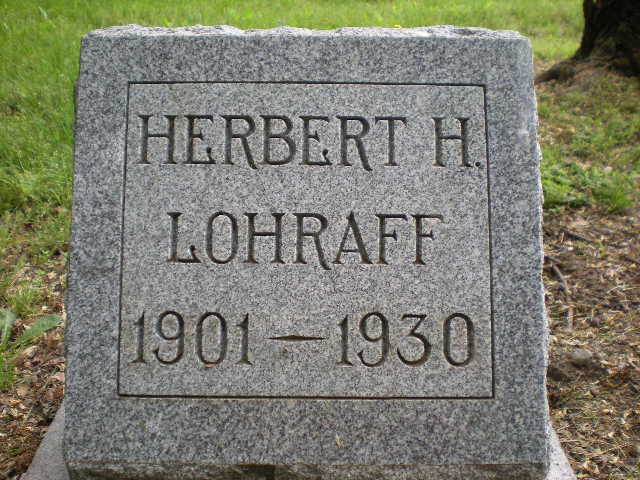 HERBERT H.
LOHRAFF
1901 — 1930